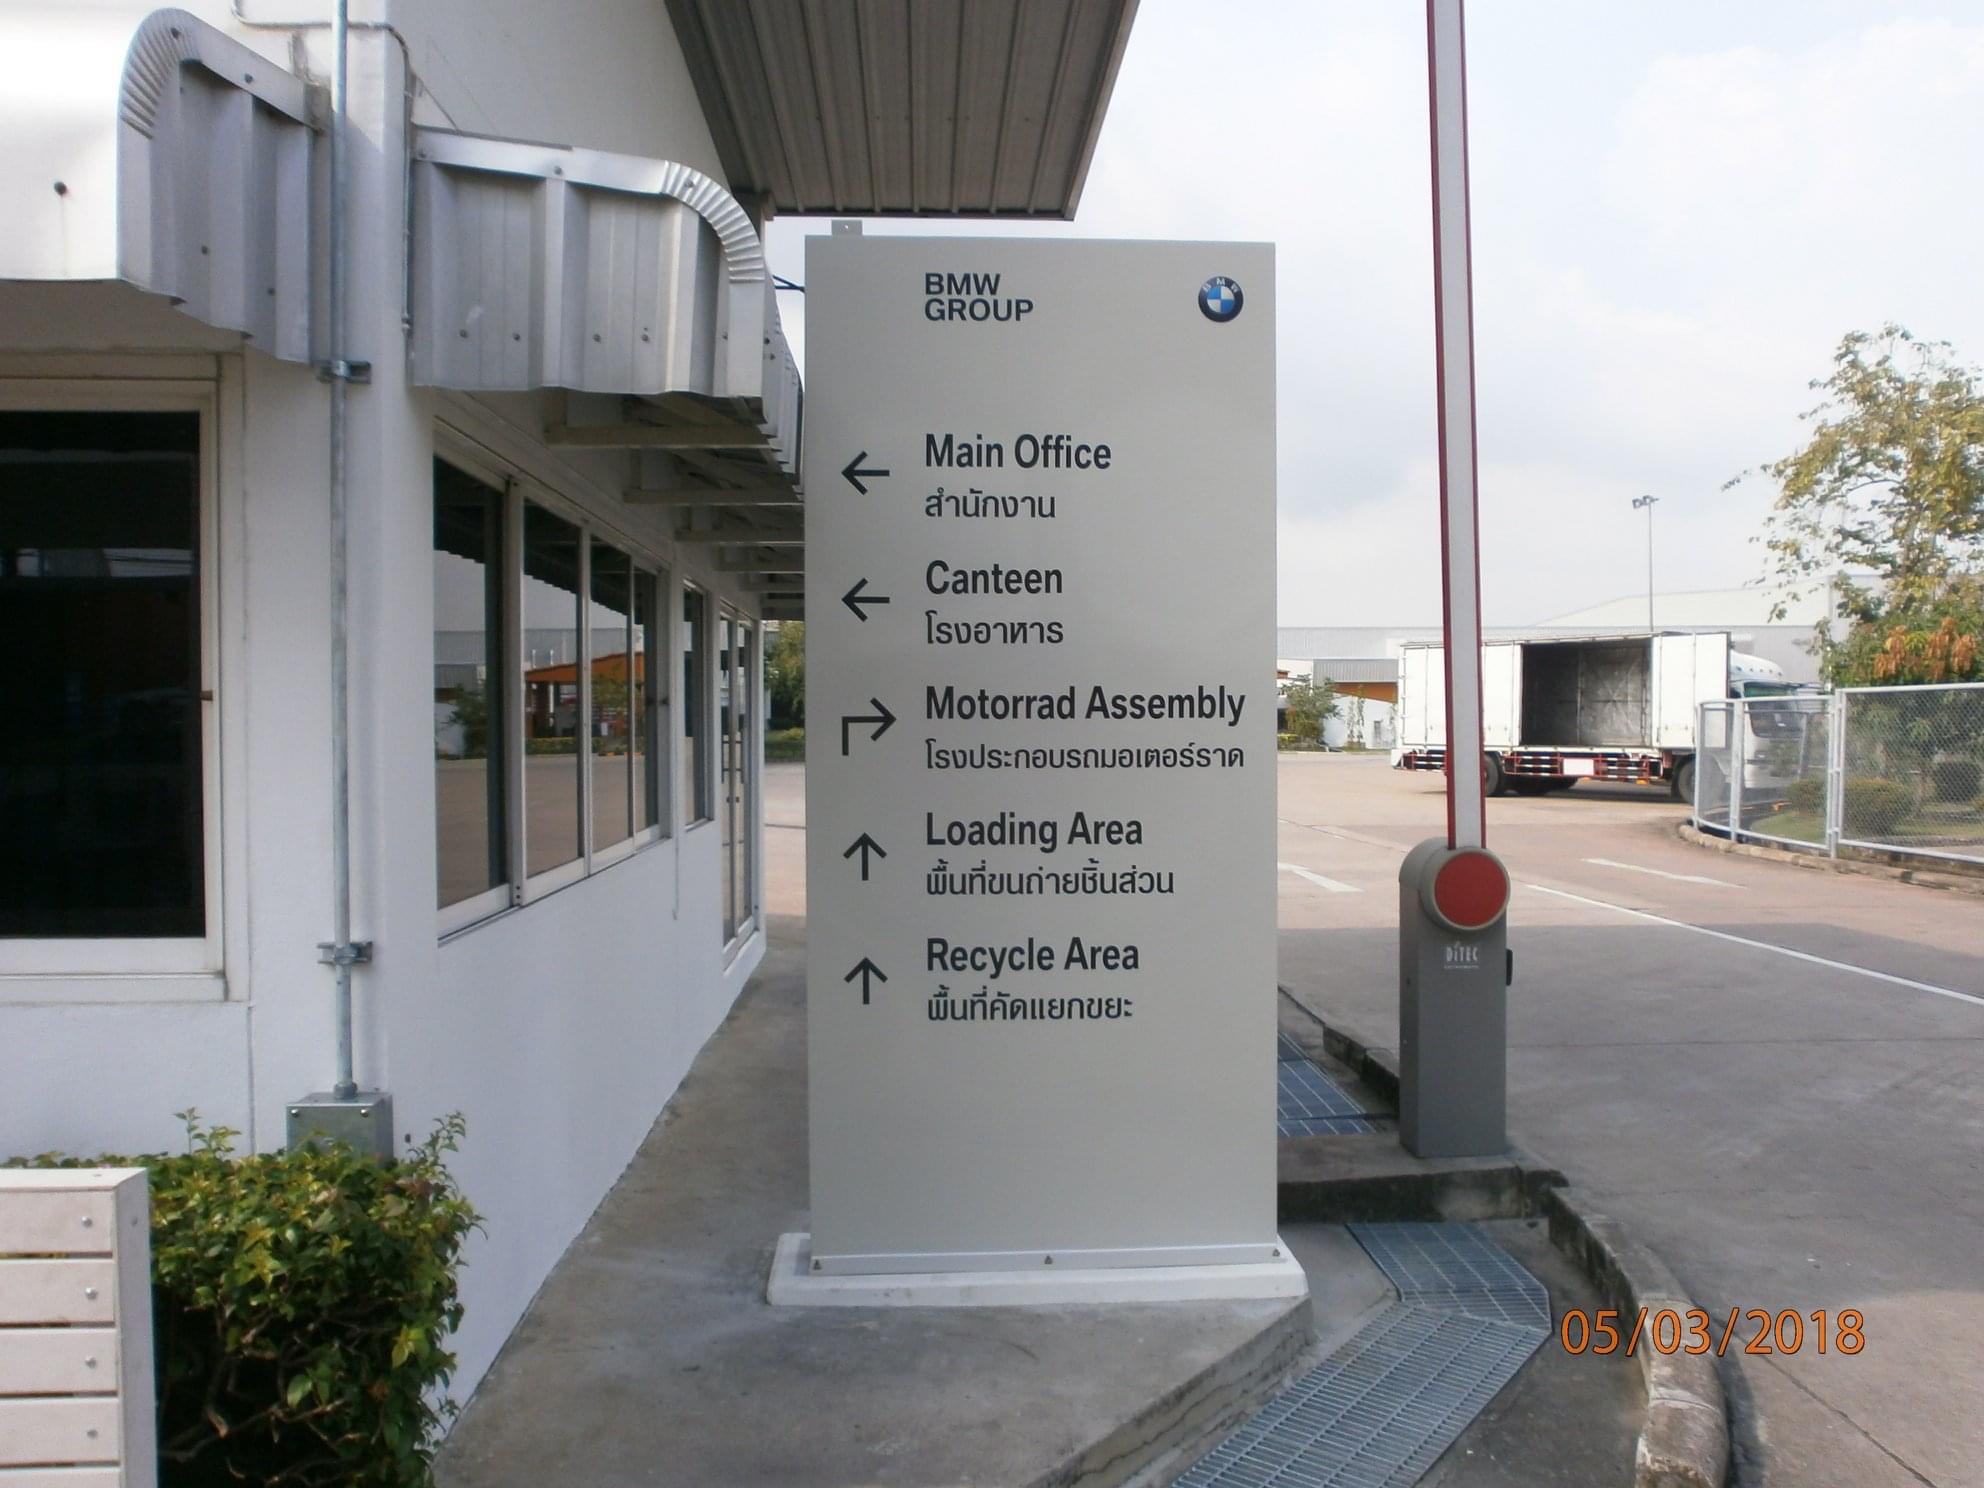 BMW
GROUP
BMW
Main Office
สำนักงาน
Canteen
โรงอาหาร
Motorrad Assembly
โรงประกอบรถมอเตอร์ราด
Loading Area
พื้นที่ขนถ่ายชิ้นส่วน
Recycle Area
พื้นที่คัดแยกขยะ
DITEC
05/03/2018